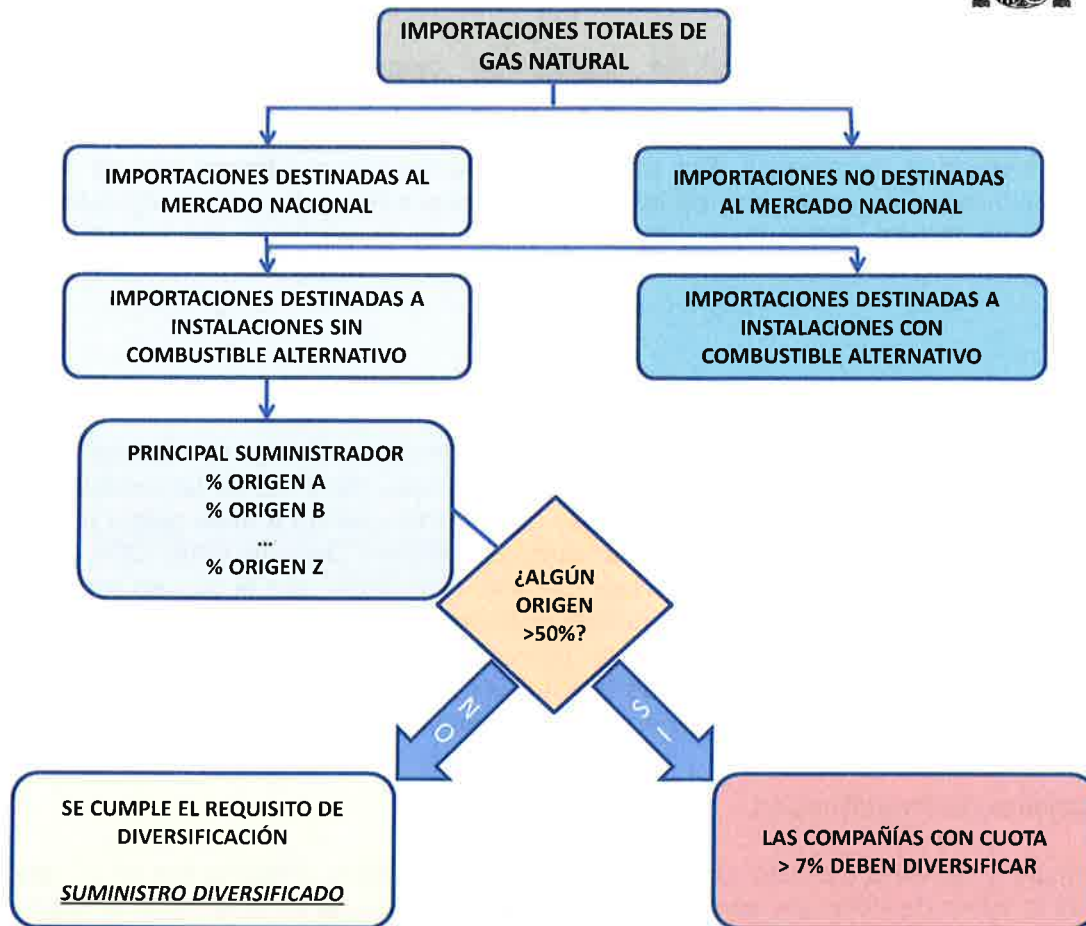 IMPORTACIONES TOTALES DE
GAS NATURAL
IMPORTACIONES DESTINADAS AL
MERCADO NACIONAL
IMPORTACIONES NO DESTINADAS
AL MERCADO NACIONAL
IMPORTACIONES DESTINADAS A
INSTALACIONES SIN
COMBUSTIBLE ALTERNATIVO
IMPORTACIONES DESTINADAS A
INSTALACIONES CON
COMBUSTIBLE ALTERNATIVO
PRINCIPAL SUMINISTRADOR
% ORIGEN A
% ORIGEN B
...
% ORIGEN Z
¿ALGÚN
ORIGEN
>50%?
NO
SI
SE CUMPLE EL REQUISITO DE
DIVERSIFICACIÓN
SUMINISTRO DIVERSIFICADO
LAS COMPAÑÍAS CON CUOTA
> 7% DEBEN DIVERSIFICAR